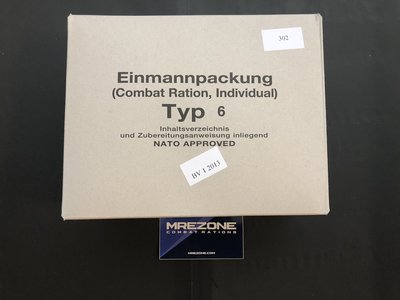 302
Einmannpackung
(Combat Ration, Individual)
Typ 6
Inhaltsverzeichnis
und Zubereitungsanweisung inliegend
NATO APPROVED
BV 1 2013
MREZONE
COMBAT RATIONS
MREZONE.COM